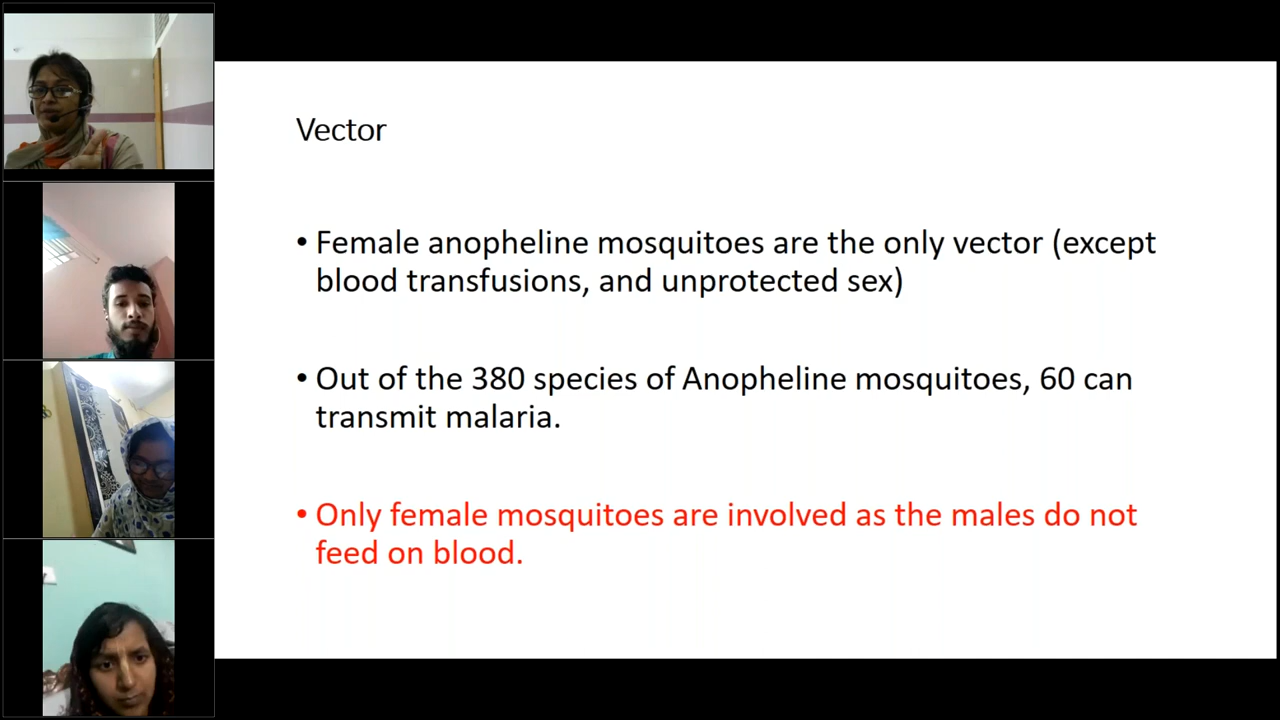 Vector
• Female anopheline mosquitoes are the only vector (except
blood transfusions, and unprotected sex)
• Out of the 380 species of Anopheline mosquitoes, 60 can
transmit malaria.
• Only female mosquitoes are involved as the males do not
feed on blood.